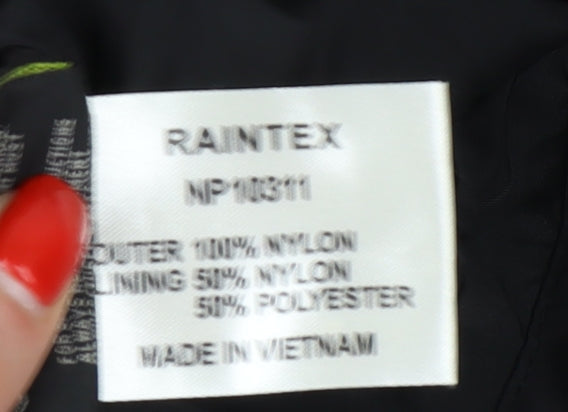 RAINTEX
NP10311
OUTER 100% NYLON
LINING 50% NYLON
50% POLYESTER
MADE IN VIETNAM